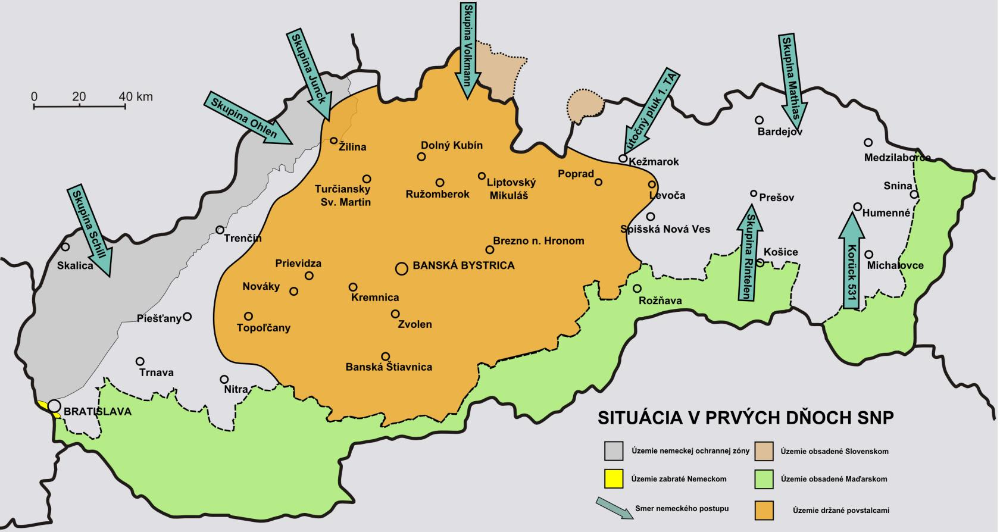 Skupina Volkmann
Skupina Junck
Skupina Mathias
útočný pluk 1. TA
0 20 40 km
Skupina Ohlen
Bardejov
Žilina
Dolný Kubín
Medzilaborce
Kežmarok
Poprad
Liptovský
Mikuláš
Turčiansky
Sv. Martin
Ružomberok
Levoča
Snina
Prešov
Humenné
Skupina Schill
Trenčín
Spišská Nová Ves
Brezno n. Hronom
Skalica
Prievidza
BANSKÁ BYSTRICA
Košice
Michalovce
Skupina Rintelen
Korück 531
Nováky
Kremnica
Rožňava
Piešťany
Topoľčany
Zvolen
Banská Štiavnica
Trnava
Nitra
BRATISLAVA
SITUÁCIA V PRVÝCH DŇOCH SNP
Územie nemeckej ochrannej zóny
Územie obsadené Slovenskom
Územie zabraté Nemeckom
Územie obsadené Maďarskom
Smer nemeckého postupu
Územie držané povstalcami